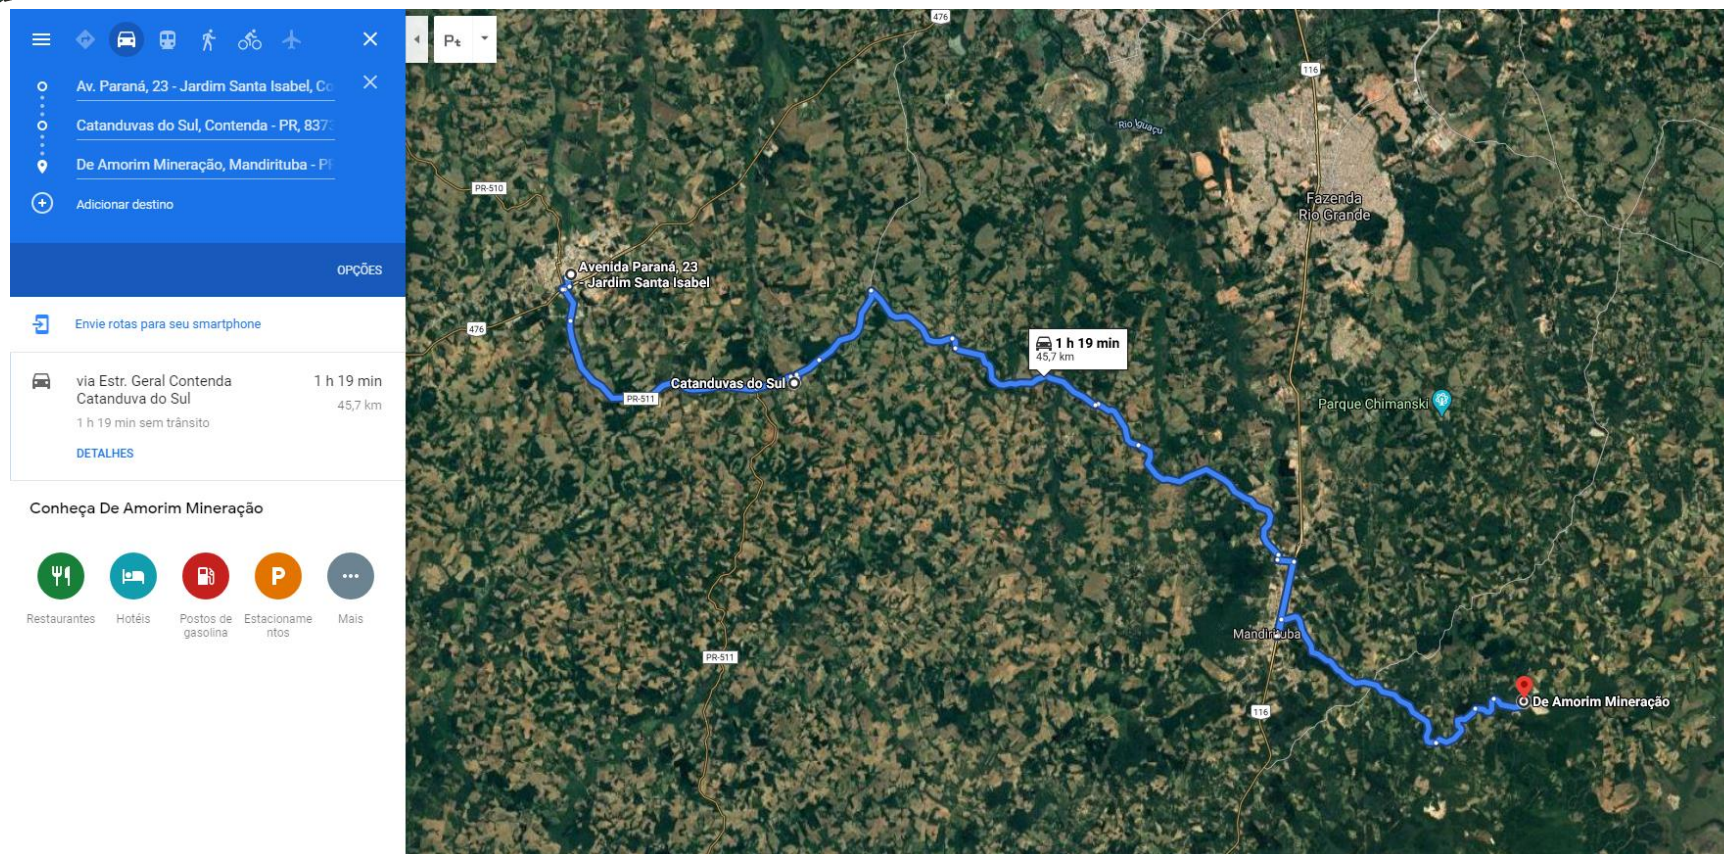 Av. Paraná, 23 - Jardim Santa Isabel, Co
Catanduvas do Sul, Contenda - PR, 8373
De Amorim Mineração, Mandirituba - PR
Adicionar destino
OPÇÕES
Envie rotas para seu smartphone
via Estr. Geral Contenda
Catanduva do Sul
1 h 19 min
45,7 km
1 h 19 min sem trânsito
DETALHES
Conheça De Amorim Mineração
P
Restaurantes
Hotéis
Postos de
gasolina
Estacioname
ntos
Mais
476
116
Rio Iguaçu
PR-510
Fazenda
Rio Grande
Avenida Paraná, 23
- Jardim Santa Isabel
476
1 h 19 min
45,7 km
Catanduvas do Sul
PR-511
Parque Chimanski
Mandirituba
PR-511
De Amorim Mineração
116